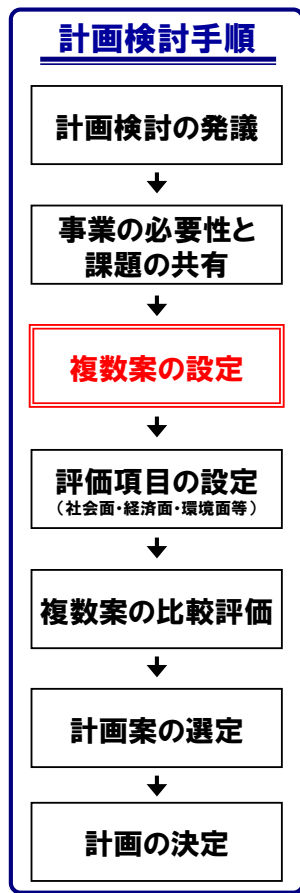 計画検討手順
計画検討の発議
事業の必要性と
課題の共有
複数案の設定
評価項目の設定
（社会面・経済面・環境面等）
複数案の比較評価
計画案の選定
計画の決定